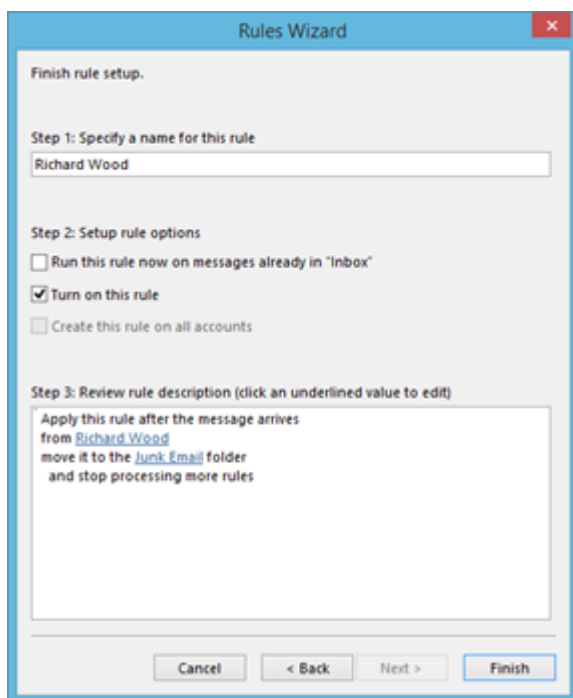 Rules Wizard
Finish rule setup.
Step 1: Specify a name for this rule
Richard Wood
Step 2: Setup rule options
Run this rule now on messages already in "Inbox"
Turn on this rule
Create this rule on all accounts
Step 3: Review rule description (click an underlined value to edit)
Apply this rule after the message arrives
from Richard Wood
move it to the Junk Email folder
and stop processing more rules
Cancel < Back Next > Finish